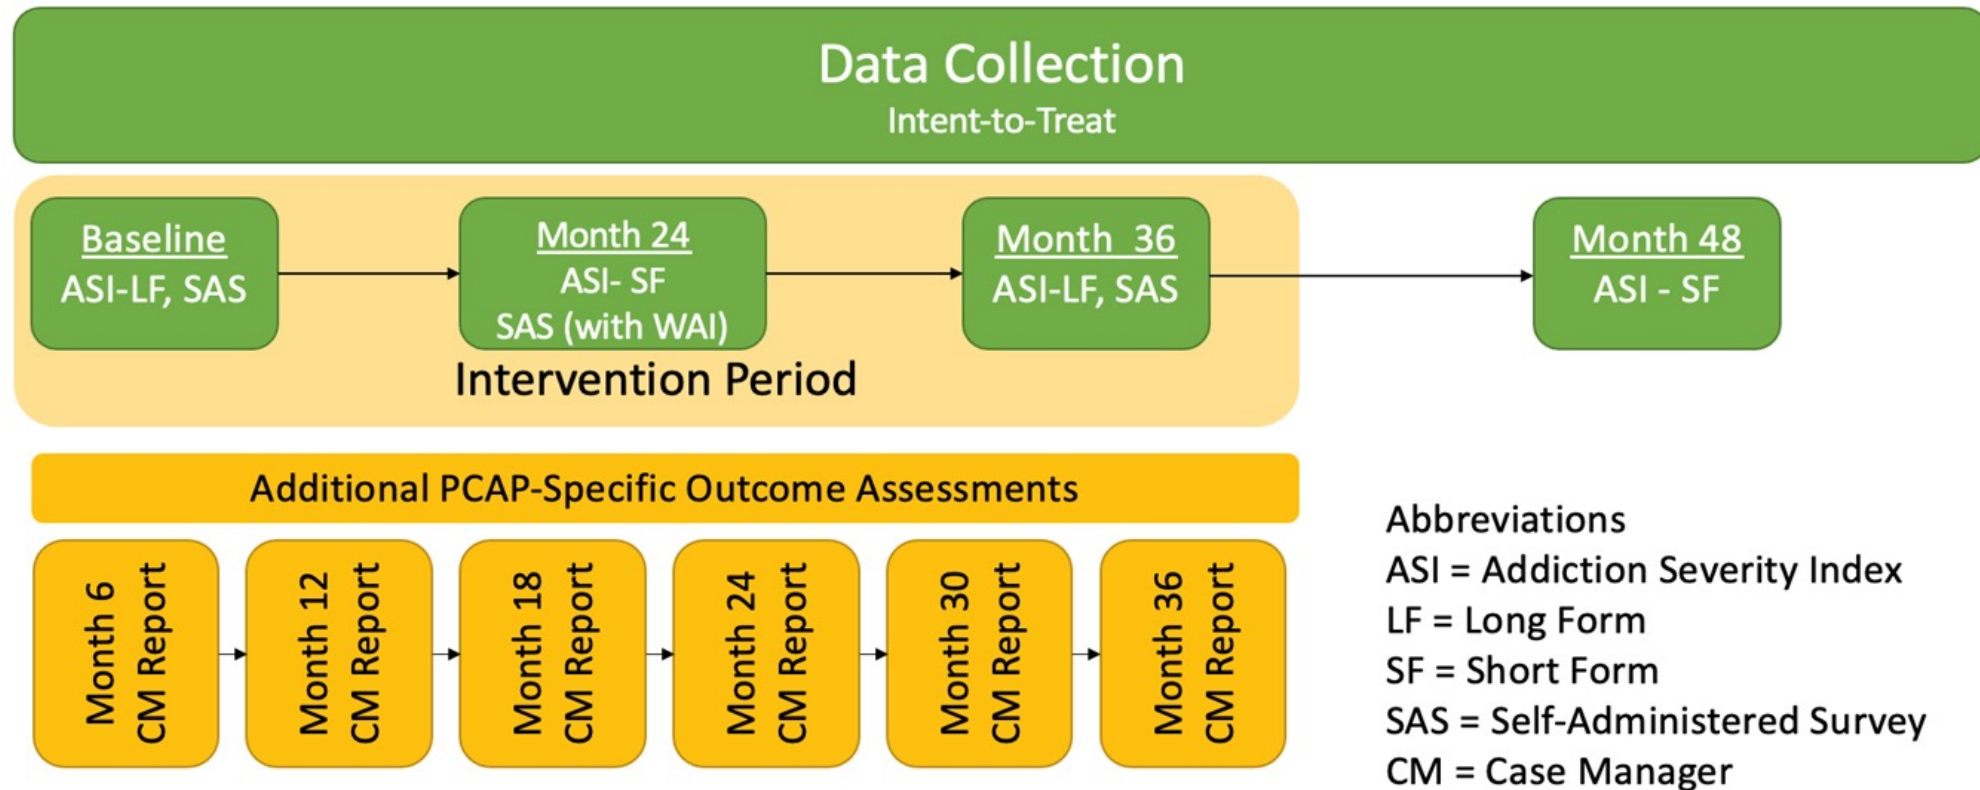 Data Collection
Intent-to-Treat
Baseline
ASI-LF, SAS
Month 24
ASI- SF
SAS (with WAI)
Month  36
ASI-LF, SAS
Month 48
ASI - SF
Intervention Period
Additional PCAP-Specific Outcome Assessments
Month 6
CM Report
Month 12
CM Report
Month 18
CM Report
Month 24
CM Report
Month 30
CM Report
Month 36
CM Report
Abbreviations
ASI = Addiction Severity Index
LF = Long Form
SF = Short Form
SAS = Self-Administered Survey
CM = Case Manager